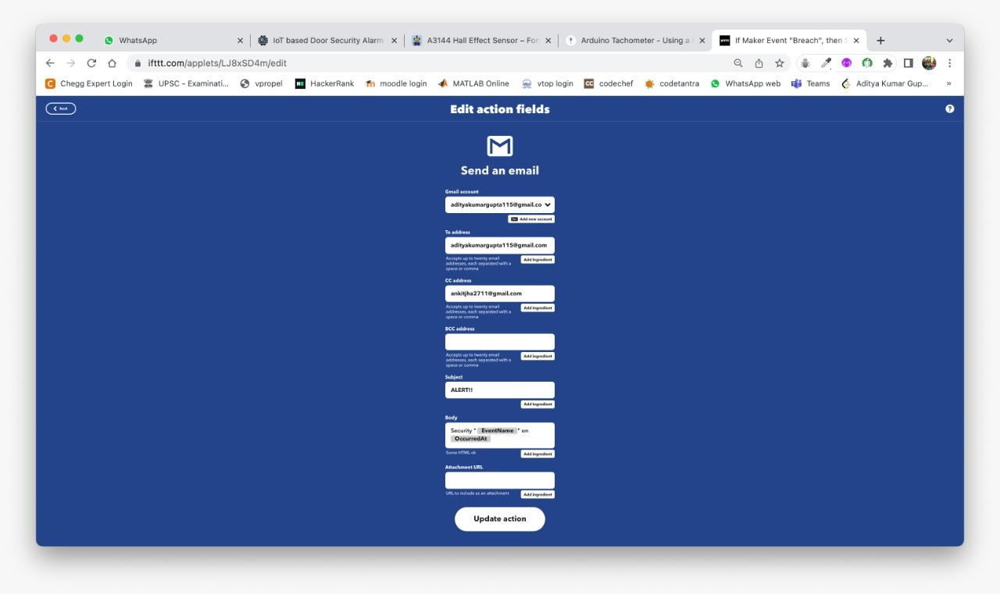 WhatsApp
IoT based Door Security Alarm
A3144 Hall Effect Sensor – For
Arduino Tachometer - Using a
If Maker Event "Breach", then S
ifttt.com/applets/LJ8xSD4m/edit
Chegg Expert Login
UPSC - Examinati...
vpropel
HackerRank
moodle login
MATLAB Online
vtop login
codechef
codetantra
WhatsApp web
Teams
Aditya Kumar Gup...
»
Back
Edit action fields
?
Send an email
Gmail account
adityakumargupta115@gmail.co
Add new account
To address
adityakumargupta115@gmail.com
Accepts up to twenty email
addresses, each separated with a
space or comma
Add ingredient
CC address
ankitjha2711@gmail.com
Accepts up to twenty email
addresses, each separated with a
space or comma
Add ingredient
BCC address
Accepts up to twenty email
addresses, each separated with a
space or comma
Add ingredient
Subject
ALERT!!
Add ingredient
Body
Security " EventName " on
OccurredAt
Some HTML ok
Add ingredient
Attachment URL
URL to include as an attachment
Add ingredient
Update action